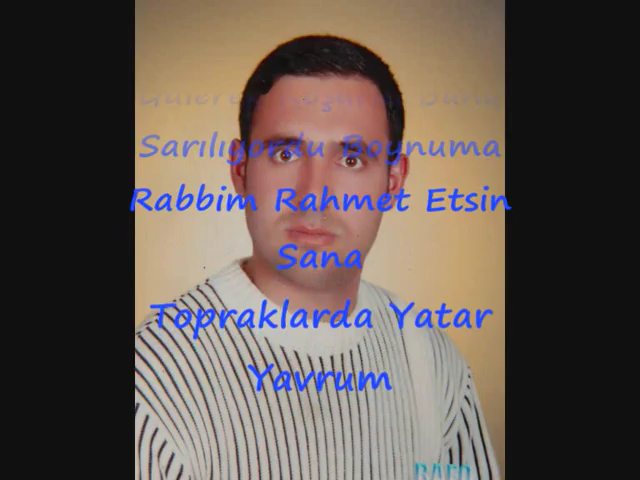 Sarılıyordu Boynuma
Rabbim Rahmet Etsin
Sana
Topraklarda Yatar
Yavrum